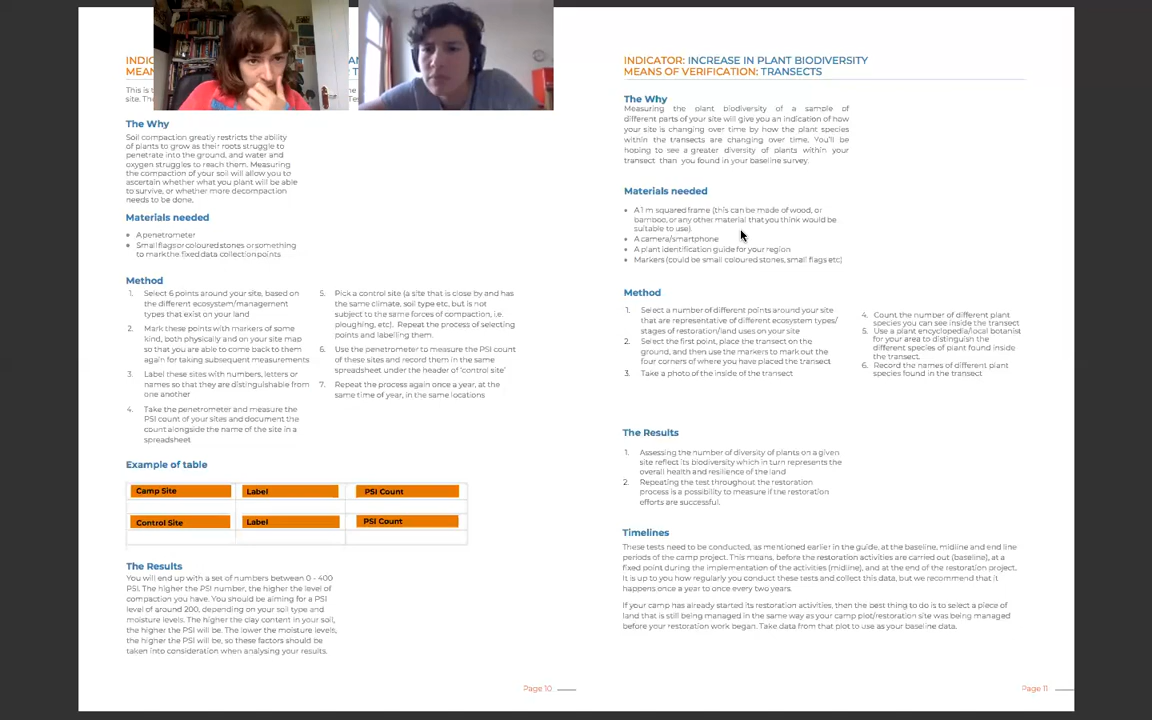 INDIC
MEAN
This is t
site. The
The Why
Soil compaction greatly restricts the ability
of plants to grow as their roots struggle to
penetrate into the ground, and water and
oxygen struggles to reach them. Measuring
the compaction of your soil will allow you to
ascertain whether what you plant will be able
to survive, or whether more decompaction
needs to be done.
Materials needed
• A penetrometer
• Small flags or coloured stones or something
to mark the fixed data collection points
Method
1. Select 6 points around your site, based on
the different ecosystem/management
types that exist on your land
2. Mark these points with markers of some
kind, both physically and on your site map
so that you are able to come back to them
again for taking subsequent measurements
3. Label these sites with numbers, letters or
names so that they are distinguishable from
one another
4. Take the penetrometer and measure the
PSI count of your sites and document the
count alongside the name of the site in a
spreadsheet
5. Pick a control site (a site that is close by and has
the same climate, soil type etc, but is not
subject to the same forces of compaction, i.e.
ploughing, etc). Repeat the process of selecting
points and labelling them.
6. Use the penetrometer to measure the PSI count
of these sites and record them in the same
spreadsheet under the header of 'control site'
7. Repeat the process again once a year, at the
same time of year, in the same locations
Example of table
Camp Site Label PSI Count
Control Site Label PSI Count
The Results
You will end up with a set of numbers between 0 - 400
PSI. The higher the PSI number, the higher the level of
compaction you have. You should be aiming for a PSI
level of around 200, depending on your soil type and
moisture levels. The higher the clay content in your soil,
the higher the PSI will be. The lower the moisture levels,
the higher the PSI will be, so these factors should be
taken into consideration when analysing your results.
Page 10
INDICATOR: INCREASE IN PLANT BIODIVERSITY
MEANS OF VERIFICATION: TRANSECTS
The Why
Measuring the plant biodiversity of a sample of
different parts of your site will give you an indication of how
your site is changing over time by how the plant species
within the transects are changing over time. You'll be
hoping to see a greater diversity of plants within your
transect than you found in your baseline survey.
Materials needed
• A 1 m squared frame (this can be made of wood, or
bamboo, or any other material that you think would be
suitable to use).
• A camera/smartphone
• A plant identification guide for your region
• Markers (could be small coloured stones, small flags etc)
Method
1. Select a number of different points around your site
that are representative of different ecosystem types/
stages of restoration/land uses on your site
2. Select the first point, place the transect on the
ground, and then use the markers to mark out the
four corners of where you have placed the transect
3. Take a photo of the inside of the transect
4. Count the number of different plant
species you can see inside the transect
5. Use a plant encyclopedia/local botanist
for your area to distinguish the
different species of plant found inside
the transect.
6. Record the names of different plant
species found in the transect
The Results
1. Assessing the number of diversity of plants on a given
site reflect its biodiversity which in turn represents the
overall health and resilience of the land
2. Repeating the test throughout the restoration
process is a possibility to measure if the restoration
efforts are successful.
Timelines
These tests need to be conducted, as mentioned earlier in the guide, at the baseline, midline and end line
periods of the camp project. This means, before the restoration activities are carried out (baseline), at a
fixed point during the implementation of the activities (midline), and at the end of the restoration project.
It is up to you how regularly you conduct these tests and collect this data, but we recommend that it
happens once a year to once every two years.
If your camp has already started its restoration activities, then the best thing to do is to select a piece of
land that is still being managed in the same way as your camp plot/restoration site was being managed
before your restoration work began. Take data from that plot to use as your baseline data.
Page 11